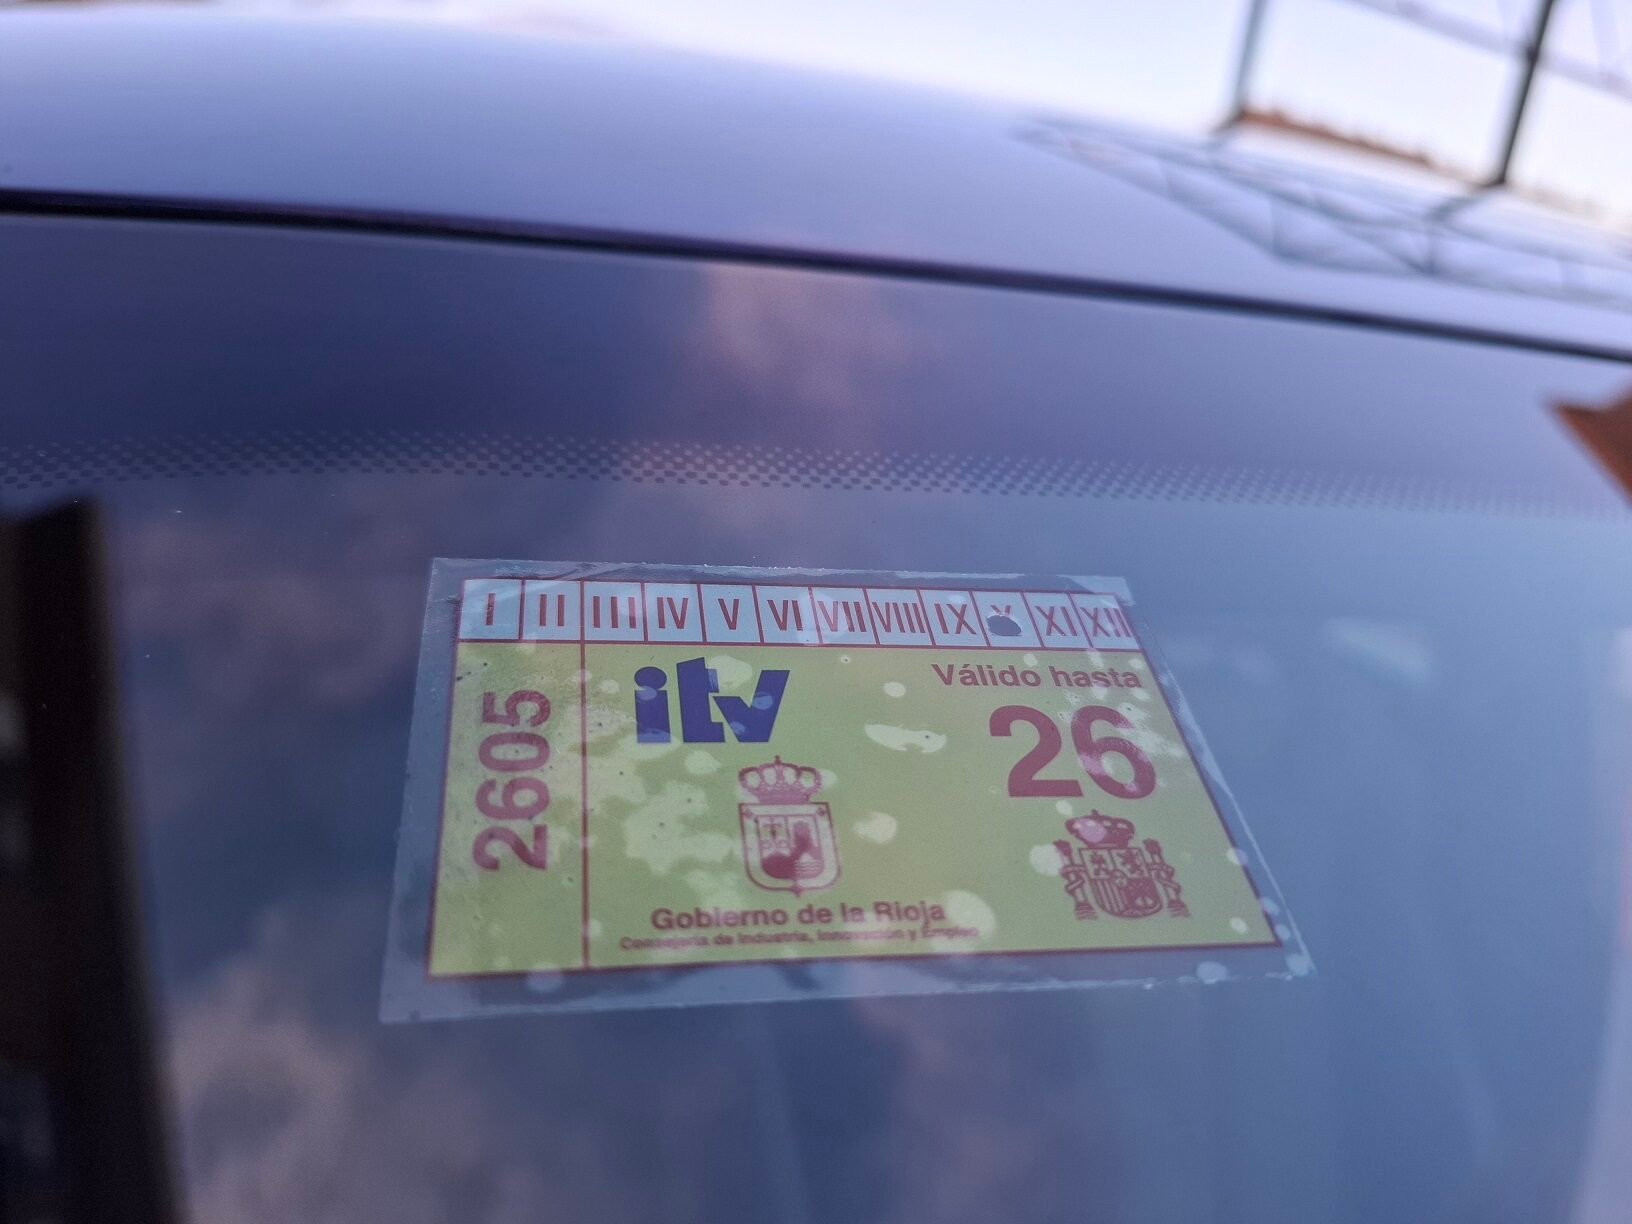 I II III IV V VI VII VIII IX X XI XII
2605
itv
Válido hasta
26
Gobierno de la Rioja
Consejería de Industria, Innovación y Empleo